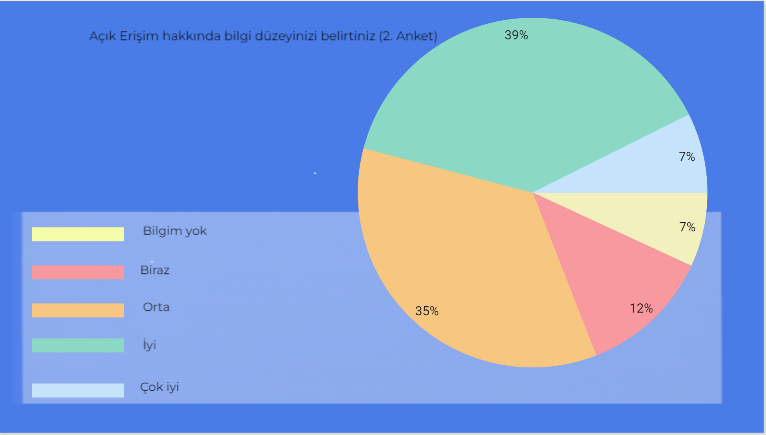 Açık Erişim hakkında bilgi düzeyinizi belirtiniz (2. Anket)
39%
7%
7%
12%
35%
Bilgim yok
Biraz
Orta
İyi
Çok iyi